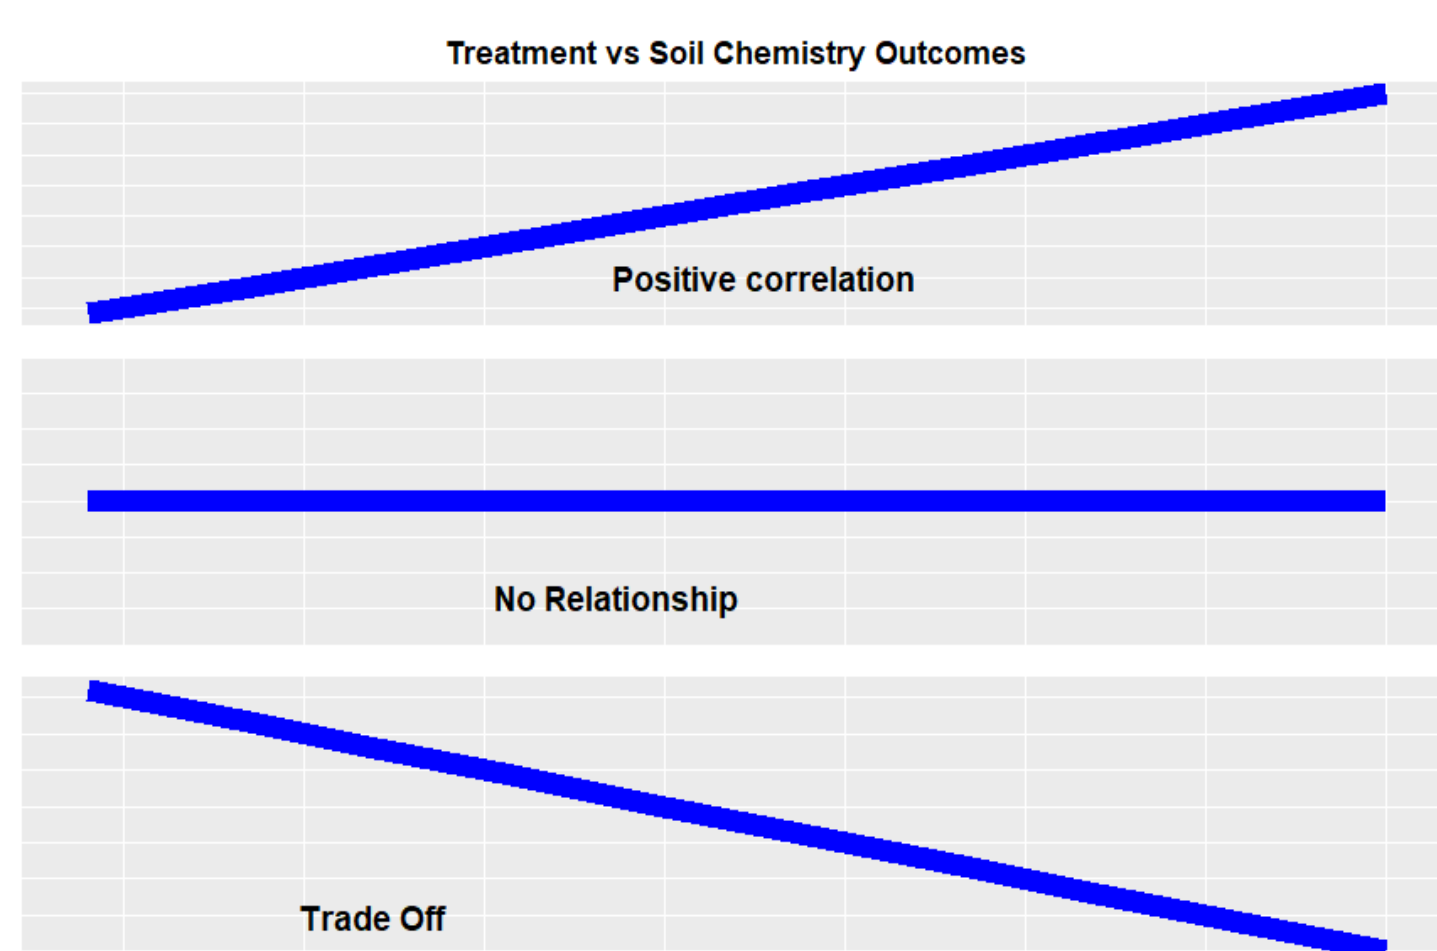 Treatment vs Soil Chemistry Outcomes
Positive correlation
No Relationship
Trade Off